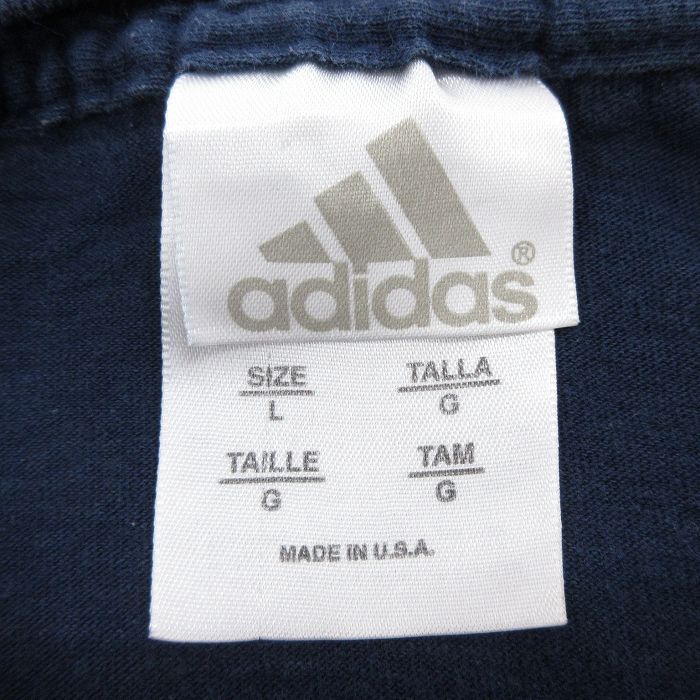 adidas®
SIZE TALLA
L G
TAILLE TAM
G G
MADE IN U.S.A.